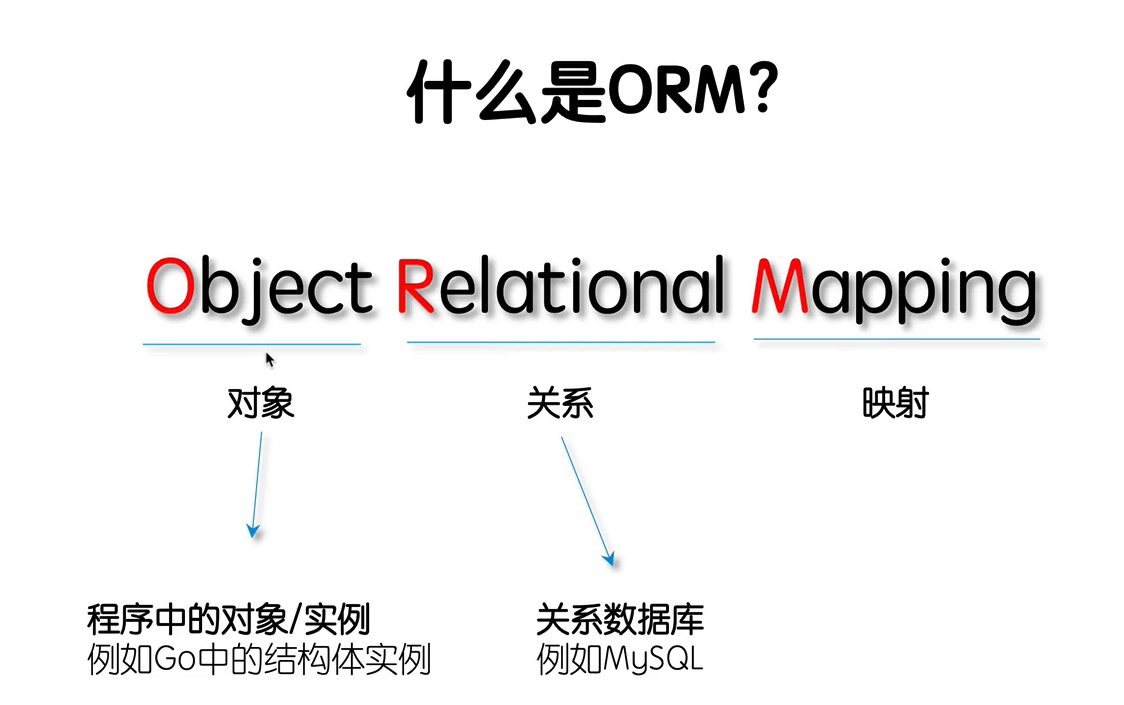 什么是ORM?
Object Relational Mapping
对象 关系 映射
程序中的对象/实例 关系数据库
例如Go中的结构体实例 例如MySQL